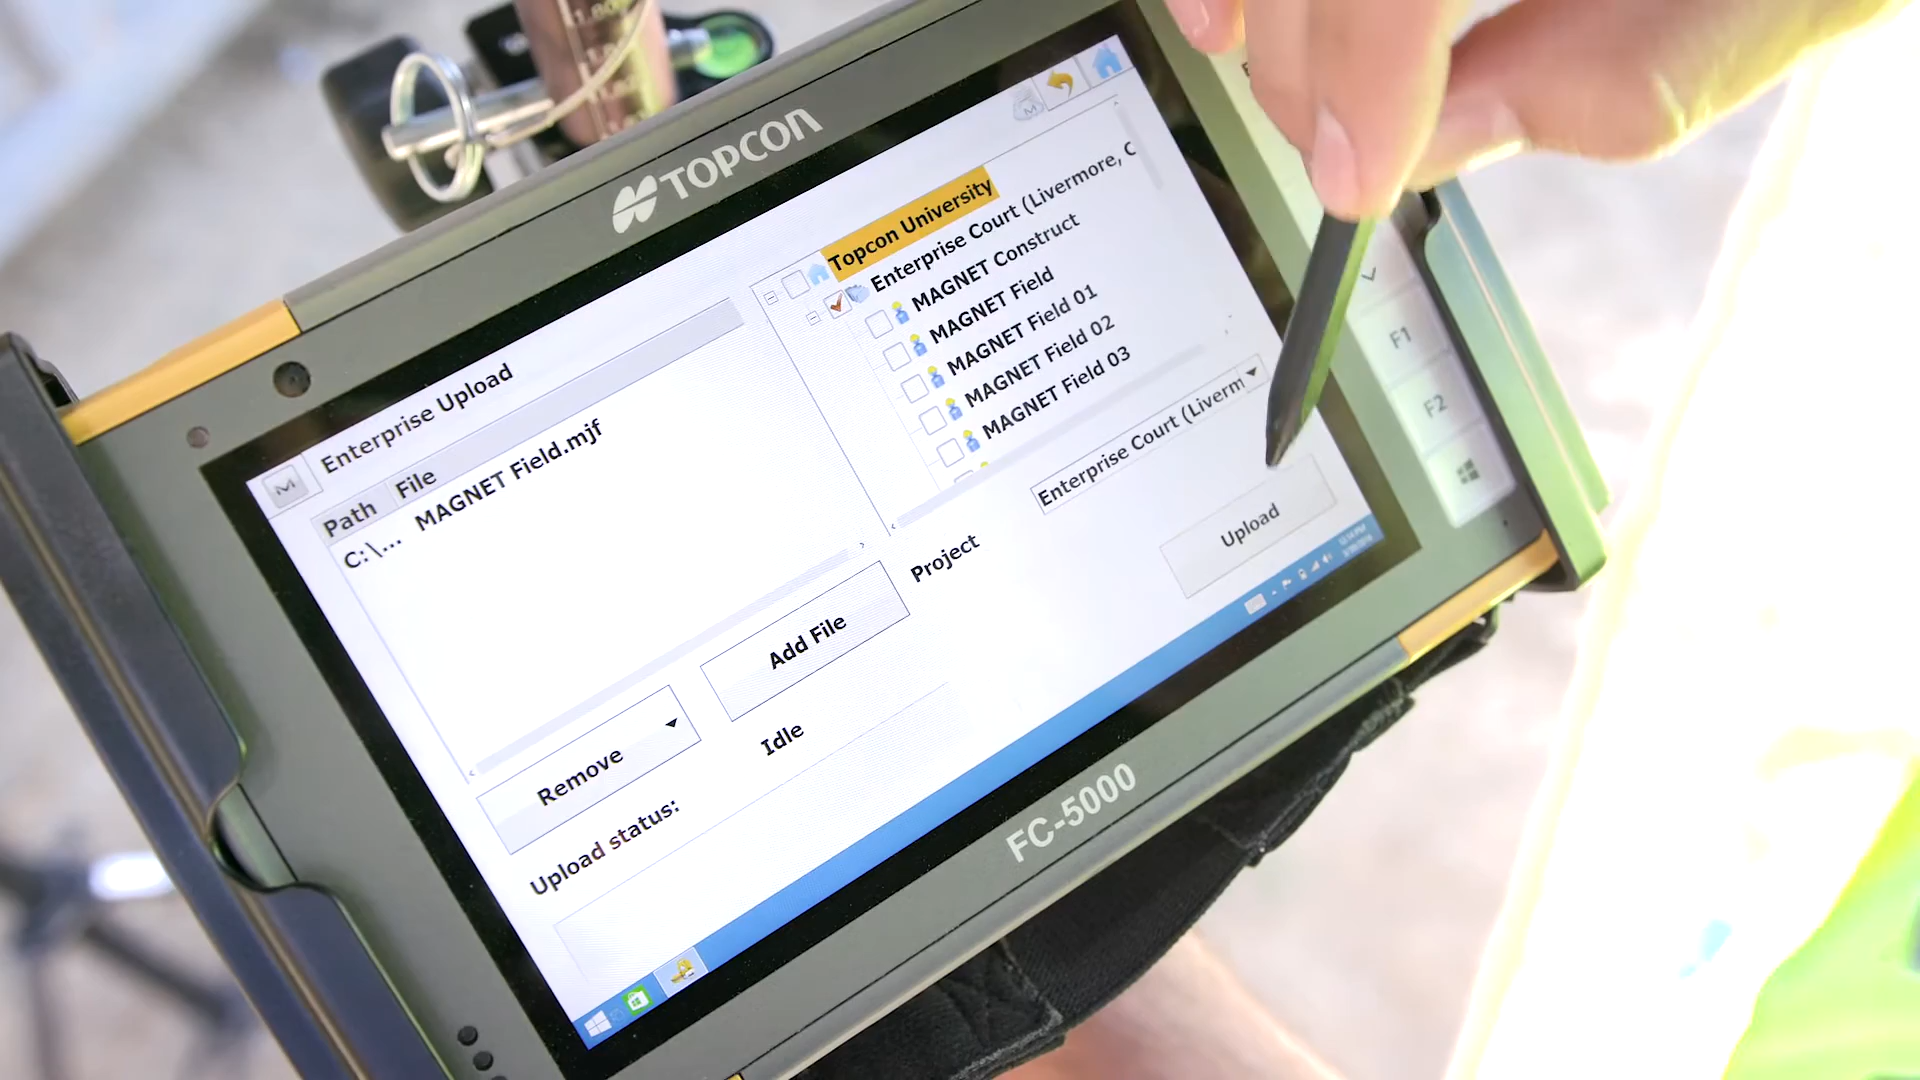 TOPCON
Enterprise Upload
Path File
C:\... MAGNET Field.mjf
Topcon University
Enterprise Court (Livermore, C
MAGNET Construct
MAGNET Field
MAGNET Field 01
MAGNET Field 02
MAGNET Field 03
Project
Enterprise Court (Liverm
Upload
Remove
Add File
Upload status:
Idle
FC-5000
F1
F2